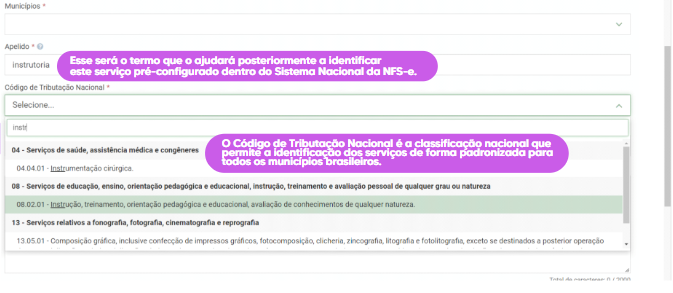 Municípios *
Apelido *
instrutoria
Esse será o termo que o ajudará posteriormente a identificar
este serviço pré-configurado dentro do Sistema Nacional da NFS-e.
Código de Tributação Nacional *
Selecione...
instr
O Código de Tributação Nacional é a classificação nacional que
permite a identificação dos serviços de forma padronizada para
todos os municípios brasileiros.
04 - Serviços de saúde, assistência médica e congêneres
04.04.01 - Instrumentação cirúrgica.
08 - Serviços de educação, ensino, orientação pedagógica e educacional, instrução, treinamento e avaliação pessoal de qualquer grau ou natureza
08.02.01 - Instrução, treinamento, orientação pedagógica e educacional, avaliação de conhecimentos de qualquer natureza.
13 - Serviços relativos a fonografia, fotografia, cinematografia e reprografia
13.05.01 - Composição gráfica, inclusive confecção de impressos gráficos, fotocomposição, clicheria, zincografia, litografia e fotolitografia, exceto se destinados a posterior operação
Total de caracteres: 0 / 2000